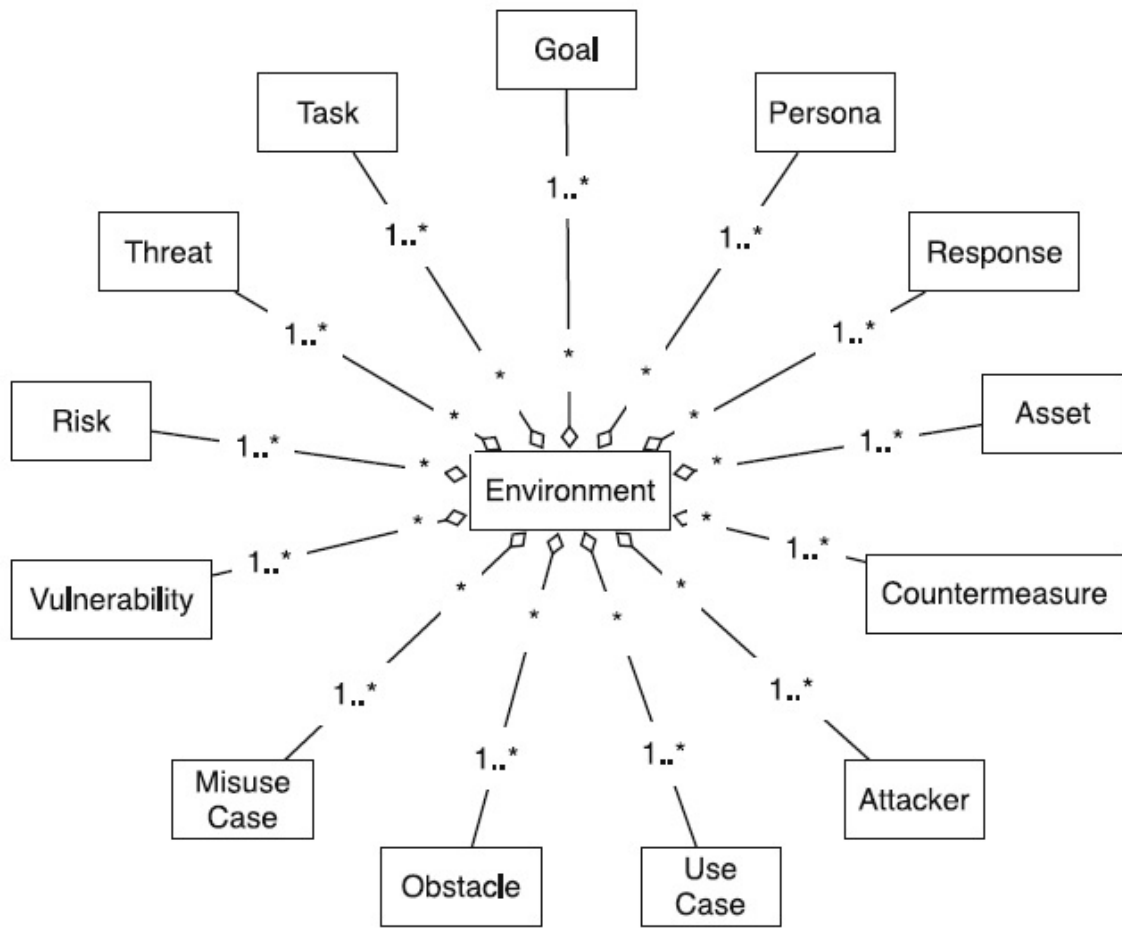 Goal
Task
Persona
1..*
1..*
1..*
Threat
Response
1..*
1..*
*
*
*
*
*
Risk
Asset
1..*
1..*
*
*
Environment
*
*
1..*
1..*
Vulnerability
Countermeasure
*
*
*
*
1..*
1..*
1..*
1..*
Misuse
Case
Attacker
Obstacle
Use
Case